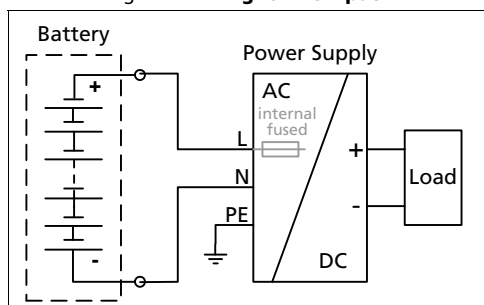 Battery
Power Supply
+
AC
internal
fused
L
N
PE
+
-
Load
-
DC